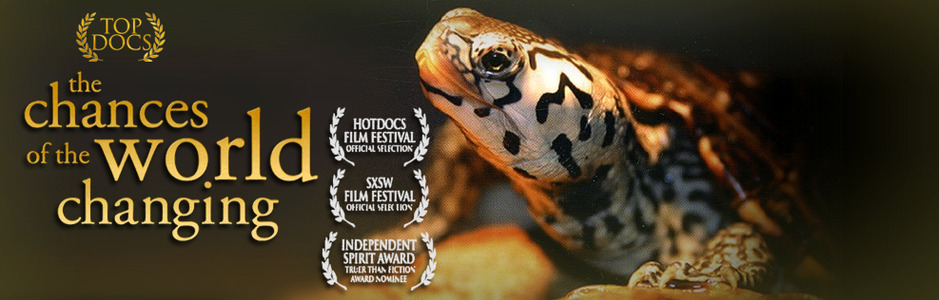 TOP
DOCS
the
chances
of the world
changing
HOTDOCS
FILM FESTIVAL
OFFICIAL SELECTION
SXSW
FILM FESTIVAL
OFFICIAL SELECTION
INDEPENDENT
SPIRIT AWARD
TRUER THAN FICTION
AWARD NOMINEE